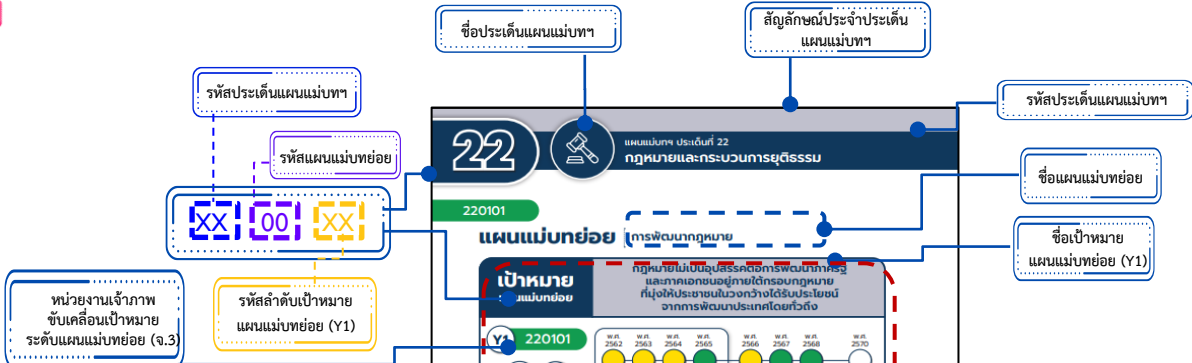 ชื่อประเด็นแผนแม่บทฯ
สัญลักษณ์ประจำประเด็น
แผนแม่บทฯ
รหัสประเด็นแผนแม่บทฯ
รหัสประเด็นแผนแม่บทฯ
22
แผนแม่บทฯ ประเด็นที่ 22
กฎหมายและกระบวนการยุติธรรม
รหัสแผนแม่บทย่อย
ชื่อแผนแม่บทย่อย
XX 00 XX
220101
แผนแม่บทย่อย การพัฒนากฎหมาย
ชื่อเป้าหมาย
แผนแม่บทย่อย (Y1)
เป้าหมาย
แผนแม่บทย่อย
กฎหมายไม่เป็นอุปสรรคต่อการพัฒนาภาครัฐ
และภาคเอกชนอยู่ภายใต้กรอบกฎหมาย
ที่มุ่งให้ประชาชนในวงกว้างได้รับประโยชน์
จากการพัฒนาประเทศโดยทั่วถึง
หน่วยงานเจ้าภาพ
ขับเคลื่อนเป้าหมาย
ระดับแผนแม่บทย่อย (จ.3)
รหัสลำดับเป้าหมาย
แผนแม่บทย่อย (Y1)
Y1 220101
พ.ศ. 2562 พ.ศ. 2563 พ.ศ. 2564 พ.ศ. 2565 พ.ศ. 2566 พ.ศ. 2567 พ.ศ. 2568 พ.ศ. 2570